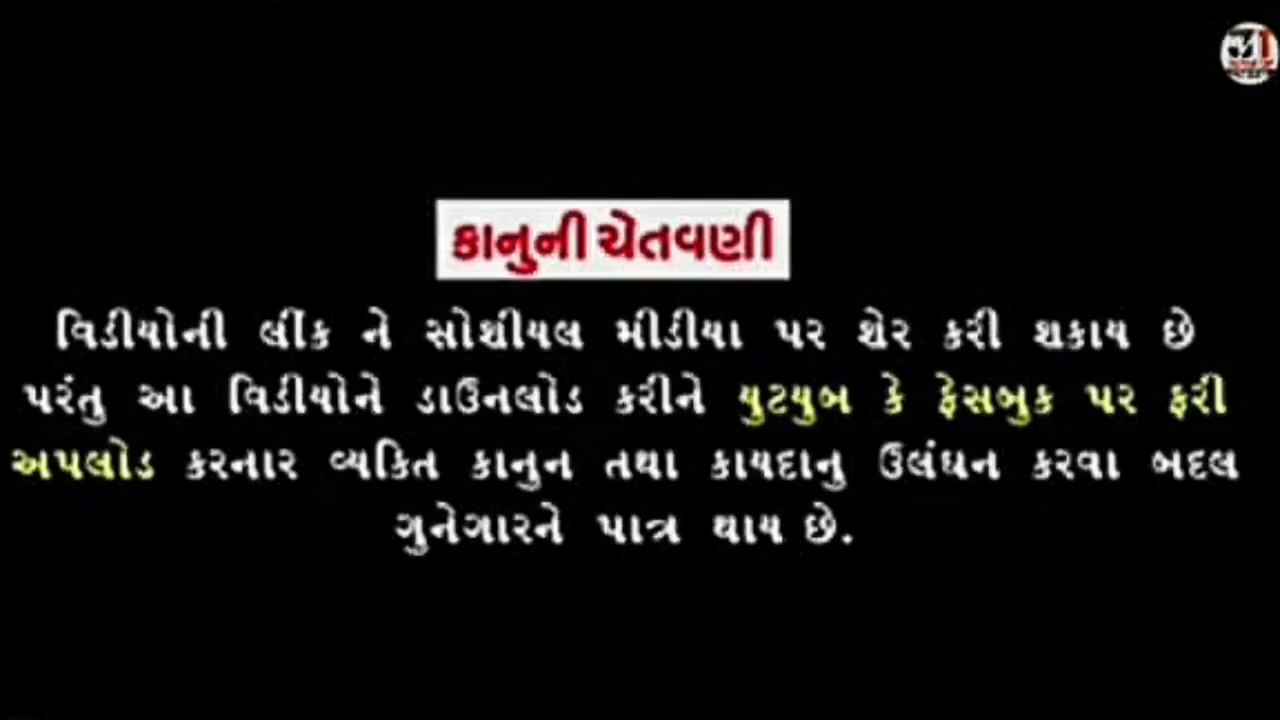 કાનુની ચેતવણી
વિડીયોની લીંક ને સોશીયલ મીડીયા પર શેર કરી શકાય છે
પરંતુ આ વિડીયોને ડાઉનલોડ કરીને યુટયુબ કે ફેસબુક પર ફરી
અપલોડ કરનાર વ્યકિત કાનુન તથા કાયદાનુ ઉલંઘન કરવા બદલ
ગુનેગારને પાત્ર થાય છે.